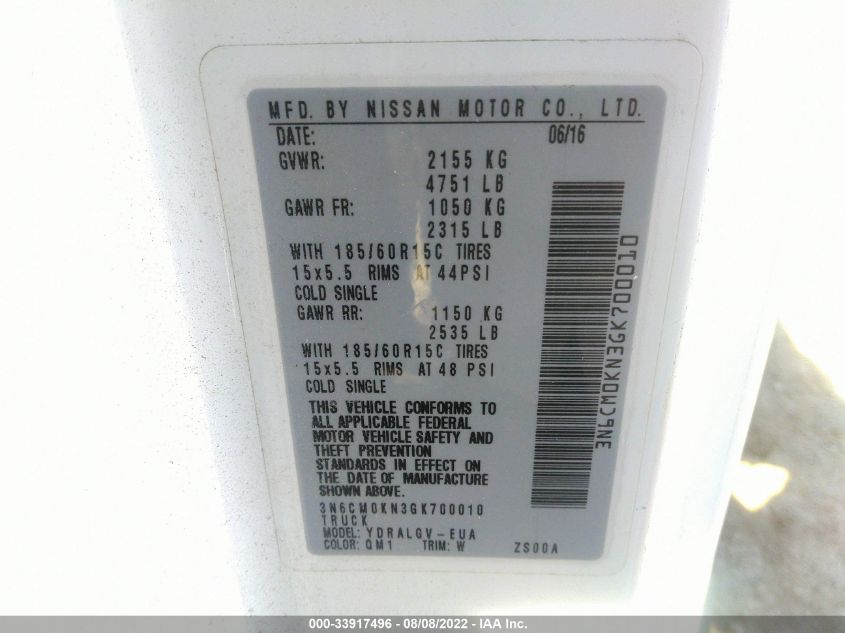 MFD. BY NISSAN MOTOR CO., LTD.
DATE: 06/16
GVWR: 2155 KG
4751 LB
GAWR FR: 1050 KG
2315 LB
WITH 185/60R15C TIRES
15x5.5 RIMS AT 44PSI
COLD SINGLE
GAWR RR: 1150 KG
2535 LB
WITH 185/60R15C TIRES
15x5.5 RIMS AT 48 PSI
COLD SINGLE
THIS VEHICLE CONFORMS TO
ALL APPLICABLE FEDERAL
MOTOR VEHICLE SAFETY AND
THEFT PREVENTION
STANDARDS IN EFFECT ON
THE DATE OF MANUFACTURE
SHOWN ABOVE.
3N6CM0KN3GK700010
TRUCK
MODEL: YDRALGV-EUA
COLOR: QM1 TRIM: W ZS00A
3N6CM0KN3GK700010
000-33917496 - 08/08/2022 - IAA Inc.